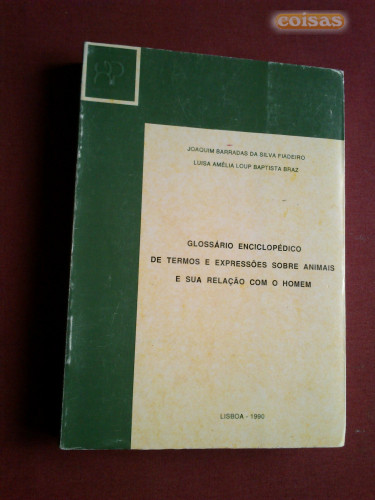 coisas
JOAQUIM BARRADAS DA SILVA FIADEIRO
LUISA AMÉLIA LOUP BAPTISTA BRAZ
GLOSSÁRIO ENCICLOPÉDICO
DE TERMOS E EXPRESSÕES SOBRE ANIMAIS
E SUA RELAÇÃO COM O HOMEM
LISBOA - 1990